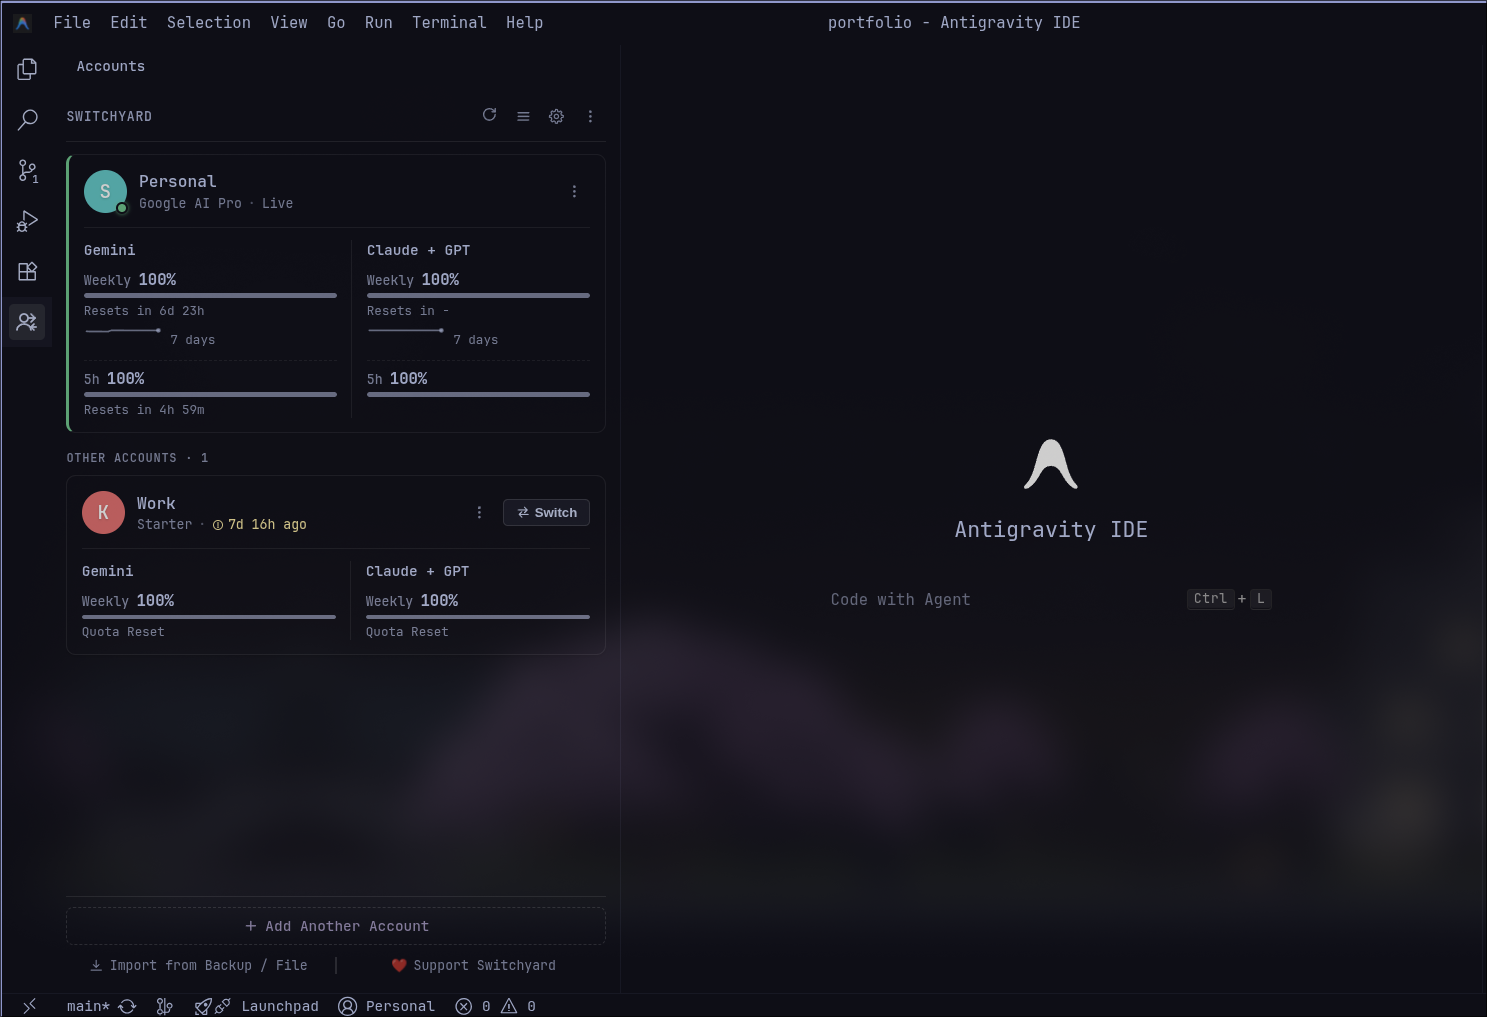 File Edit Selection View Go Run Terminal Help
portfolio - Antigravity IDE
Accounts
SWITCHYARD
1
S
Personal
Google AI Pro · Live
Gemini
Weekly 100%
Resets in 6d 23h
7 days
5h 100%
Resets in 4h 59m
Claude + GPT
Weekly 100%
Resets in -
7 days
5h 100%
OTHER ACCOUNTS · 1
K
Work
Starter · 7d 16h ago
Switch
Gemini
Weekly 100%
Quota Reset
Claude + GPT
Weekly 100%
Quota Reset
Antigravity IDE
Code with Agent Ctrl + L
+ Add Another Account
Import from Backup / File
Support Switchyard
main* Launchpad Personal 0 0